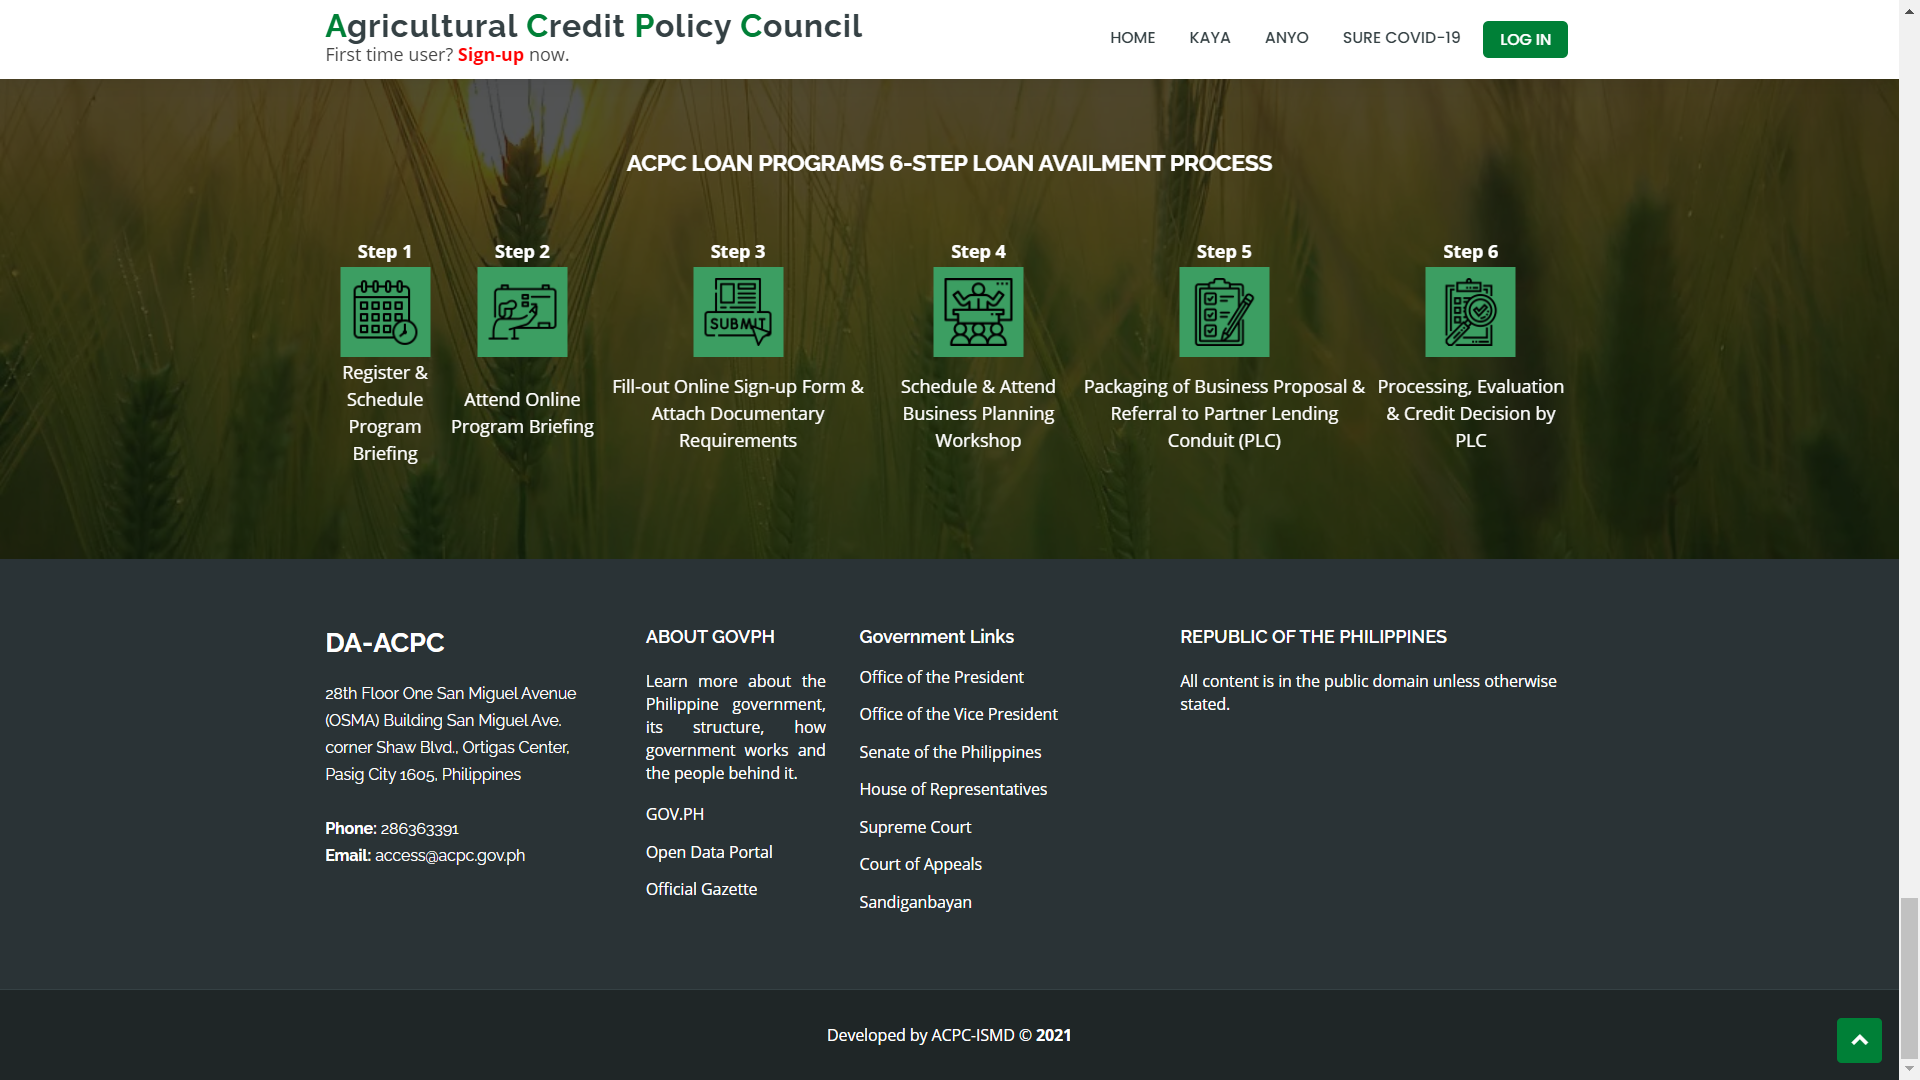 Agricultural Credit Policy Council
First time user? Sign-up now.
HOME
KAYA
ANYO
SURE COVID-19
LOG IN
ACPC LOAN PROGRAMS 6-STEP LOAN AVAILMENT PROCESS
Step 1
Register &
Schedule
Program
Briefing
Step 2
Attend Online
Program Briefing
Step 3
SUBMIT
Fill-out Online Sign-up Form &
Attach Documentary
Requirements
Step 4
Schedule & Attend
Business Planning
Workshop
Step 5
Packaging of Business Proposal &
Referral to Partner Lending
Conduit (PLC)
Step 6
Processing, Evaluation
& Credit Decision by
PLC
DA-ACPC
28th Floor One San Miguel Avenue
(OSMA) Building San Miguel Ave.
corner Shaw Blvd., Ortigas Center,
Pasig City 1605, Philippines
Phone: 286363391
Email: access@acpc.gov.ph
ABOUT GOVPH
Learn more about the
Philippine government,
its structure, how
government works and
the people behind it.
GOV.PH
Open Data Portal
Official Gazette
Government Links
Office of the President
Office of the Vice President
Senate of the Philippines
House of Representatives
Supreme Court
Court of Appeals
Sandiganbayan
REPUBLIC OF THE PHILIPPINES
All content is in the public domain unless otherwise
stated.
Developed by ACPC-ISMD © 2021